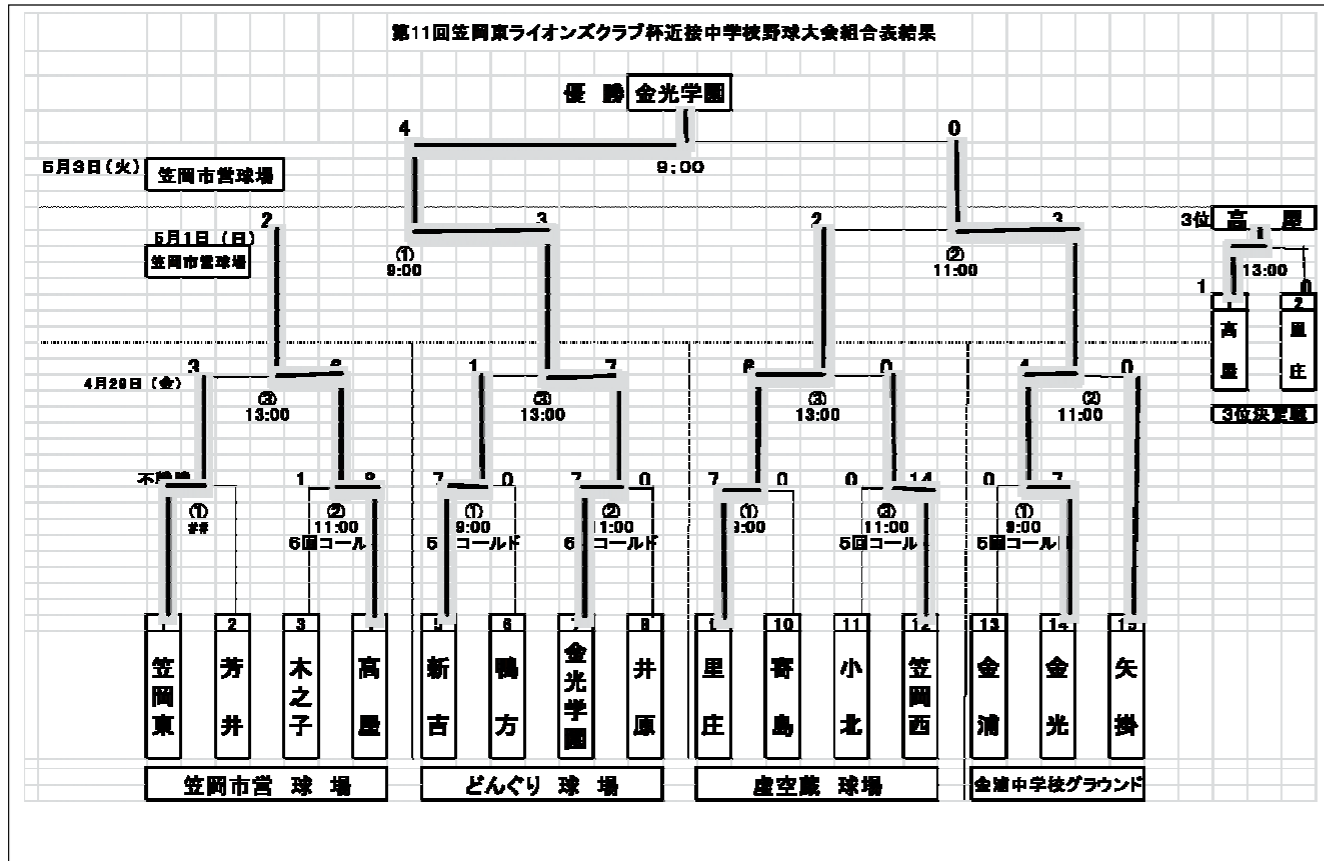 第11回笠岡東ライオンズクラブ杯近接中学校野球大会組合表結果
優 勝 金光学園
4 0
5月3日(火) 笠岡市営球場 9:00
2 3 2 3 3位 高 屋
5月1日(日)
笠岡市営球場
① ②
9:00 11:00 13:00
1 0
1 2
高屋 里庄
3 6 1 7 6 0 4 0
4月29日(金)
③ ③ ③ ②
13:00 13:00 13:00 11:00
3位決定戦
1 8 7 0 7 0 7 0 0 14 0 7
① ② ① ② ① ③ ①
## 11:00 9:00 11:00 9:00 11:00 9:00
6回コール 5 コールド 6 コールド 5回コール 5回コール
1 2 3 4 5 6 7 8 9 10 11 12 13 14 15
笠岡東 芳井 木之子 高屋 新吉 鴨方 金光学園 井原 里庄 寄島 小北 笠岡西 金浦 金光 矢掛
笠岡市営 球 場 どんぐり 球 場 虚空蔵 球場 金浦中学校グラウンド